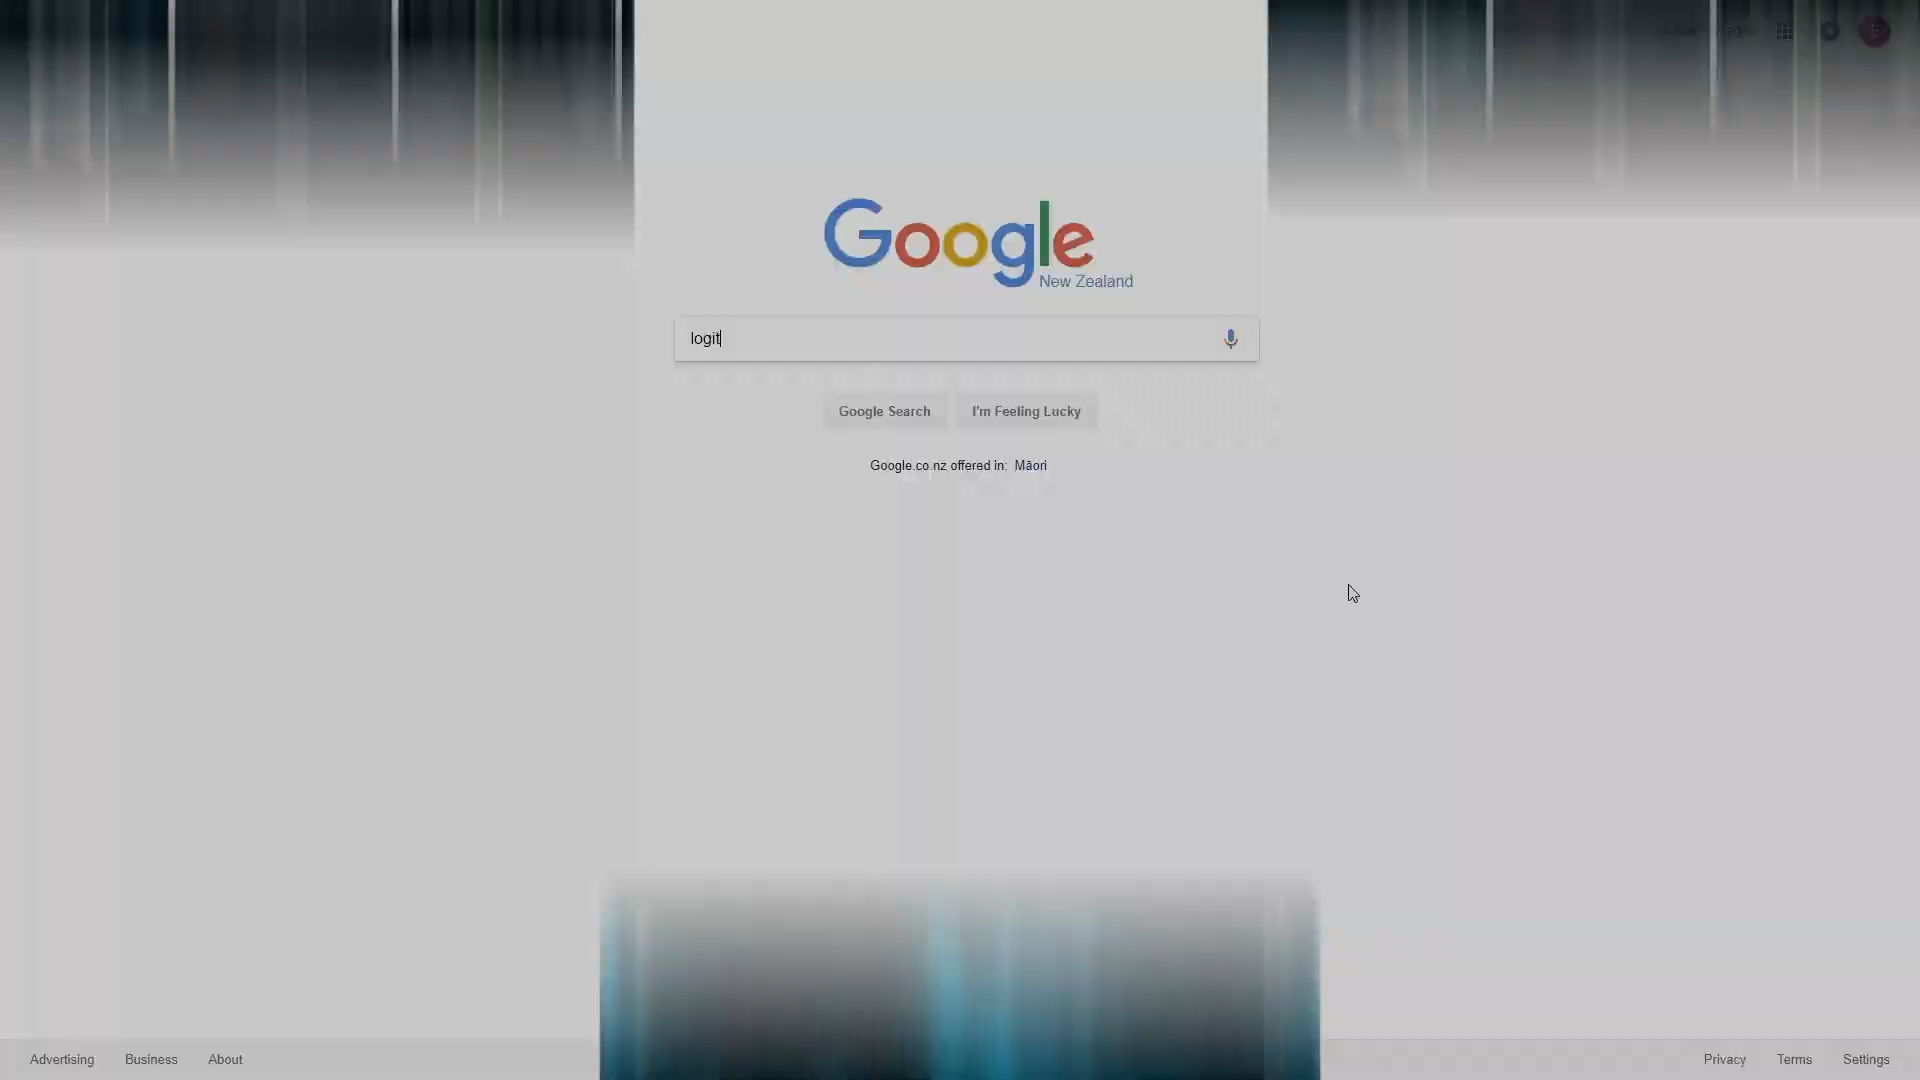 Google
New Zealand
logit
Google Search I'm Feeling Lucky
Google.co.nz offered in: Māori
Advertising Business About Privacy Terms Settings